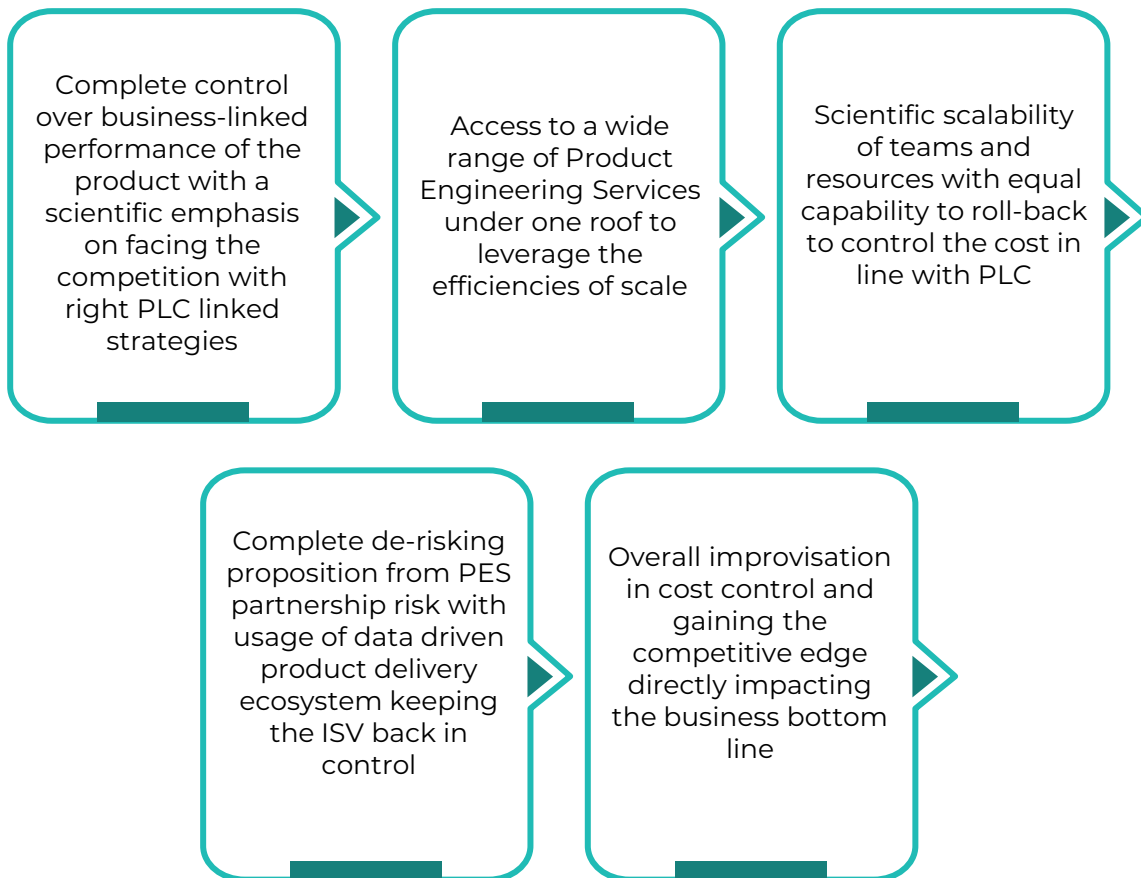 Complete control
over business-linked
performance of the
product with a
scientific emphasis
on facing the
competition with
right PLC linked
strategies
Access to a wide
range of Product
Engineering Services
under one roof to
leverage the
efficiencies of scale
Scientific scalability
of teams and
resources with equal
capability to roll-back
to control the cost in
line with PLC
Complete de-risking
proposition from PES
partnership risk with
usage of data driven
product delivery
ecosystem keeping
the ISV back in
control
Overall improvisation
in cost control and
gaining the
competitive edge
directly impacting
the business bottom
line